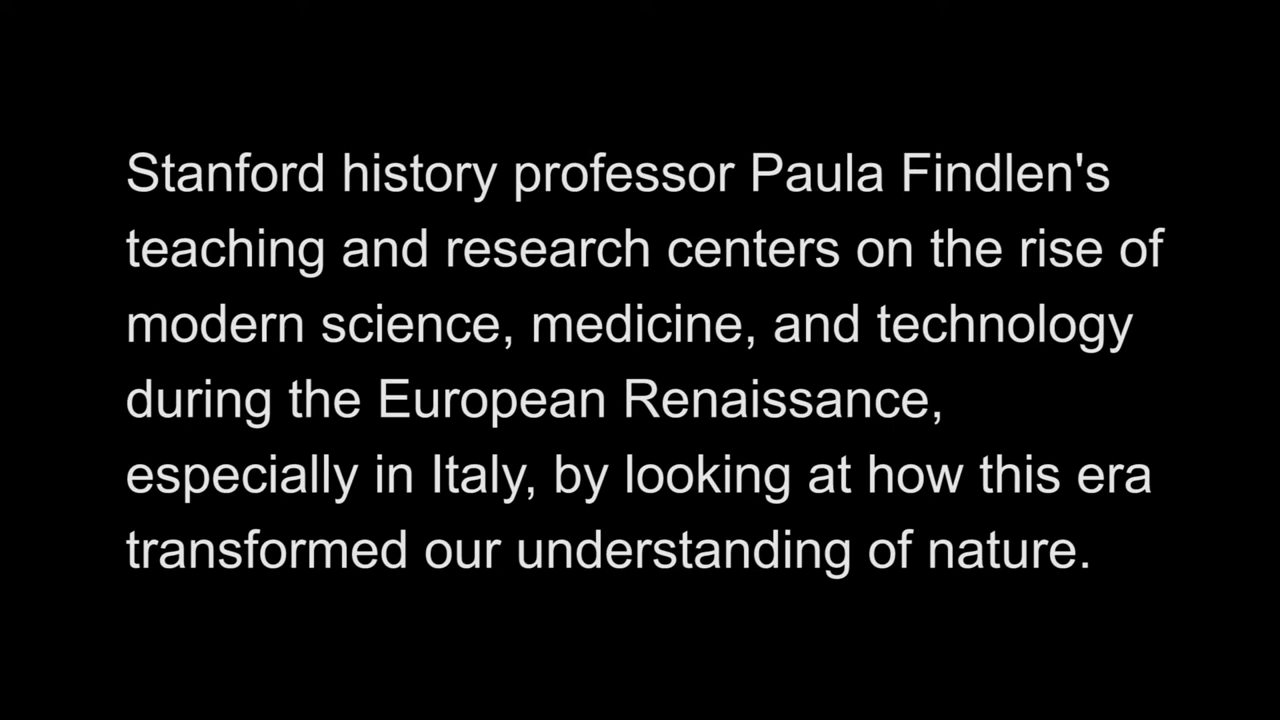 Stanford history professor Paula Findlen's
teaching and research centers on the rise of
modern science, medicine, and technology
during the European Renaissance,
especially in Italy, by looking at how this era
transformed our understanding of nature.